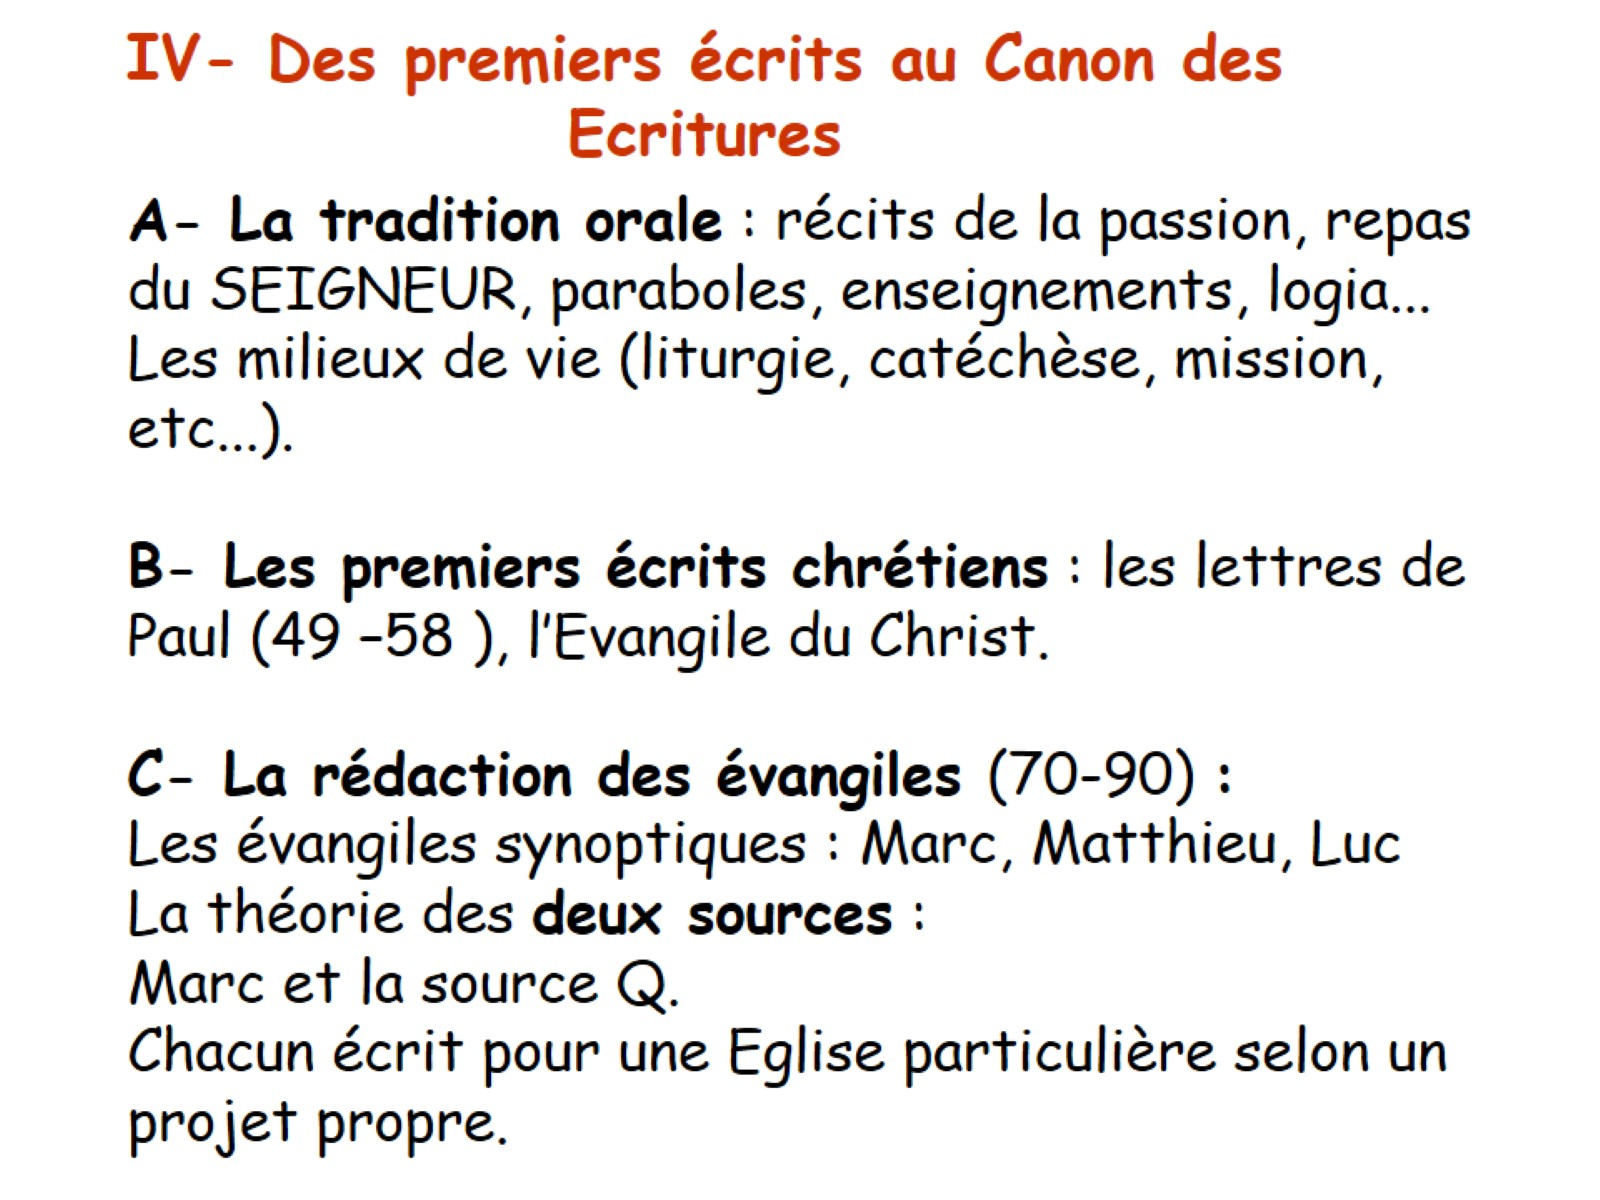 IV- Des premiers écrits au Canon des
Ecritures
A- La tradition orale : récits de la passion, repas
du SEIGNEUR, paraboles, enseignements, logia...
Les milieux de vie (liturgie, catéchèse, mission,
etc...).
B- Les premiers écrits chrétiens : les lettres de
Paul (49 –58 ), l'Evangile du Christ.
C- La rédaction des évangiles (70-90) :
Les évangiles synoptiques : Marc, Matthieu, Luc
La théorie des deux sources :
Marc et la source Q.
Chacun écrit pour une Eglise particulière selon un
projet propre.